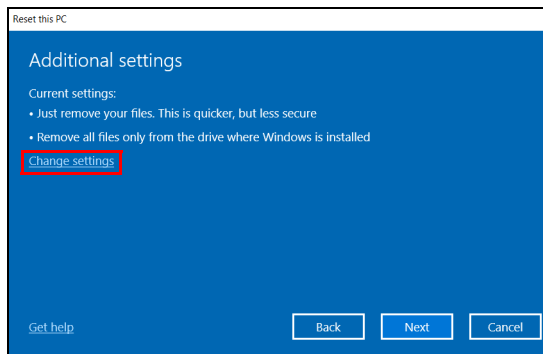 Reset this PC
Additional settings
Current settings:
• Just remove your files. This is quicker, but less secure
• Remove all files only from the drive where Windows is installed
Change settings
Get help
Back
Next
Cancel